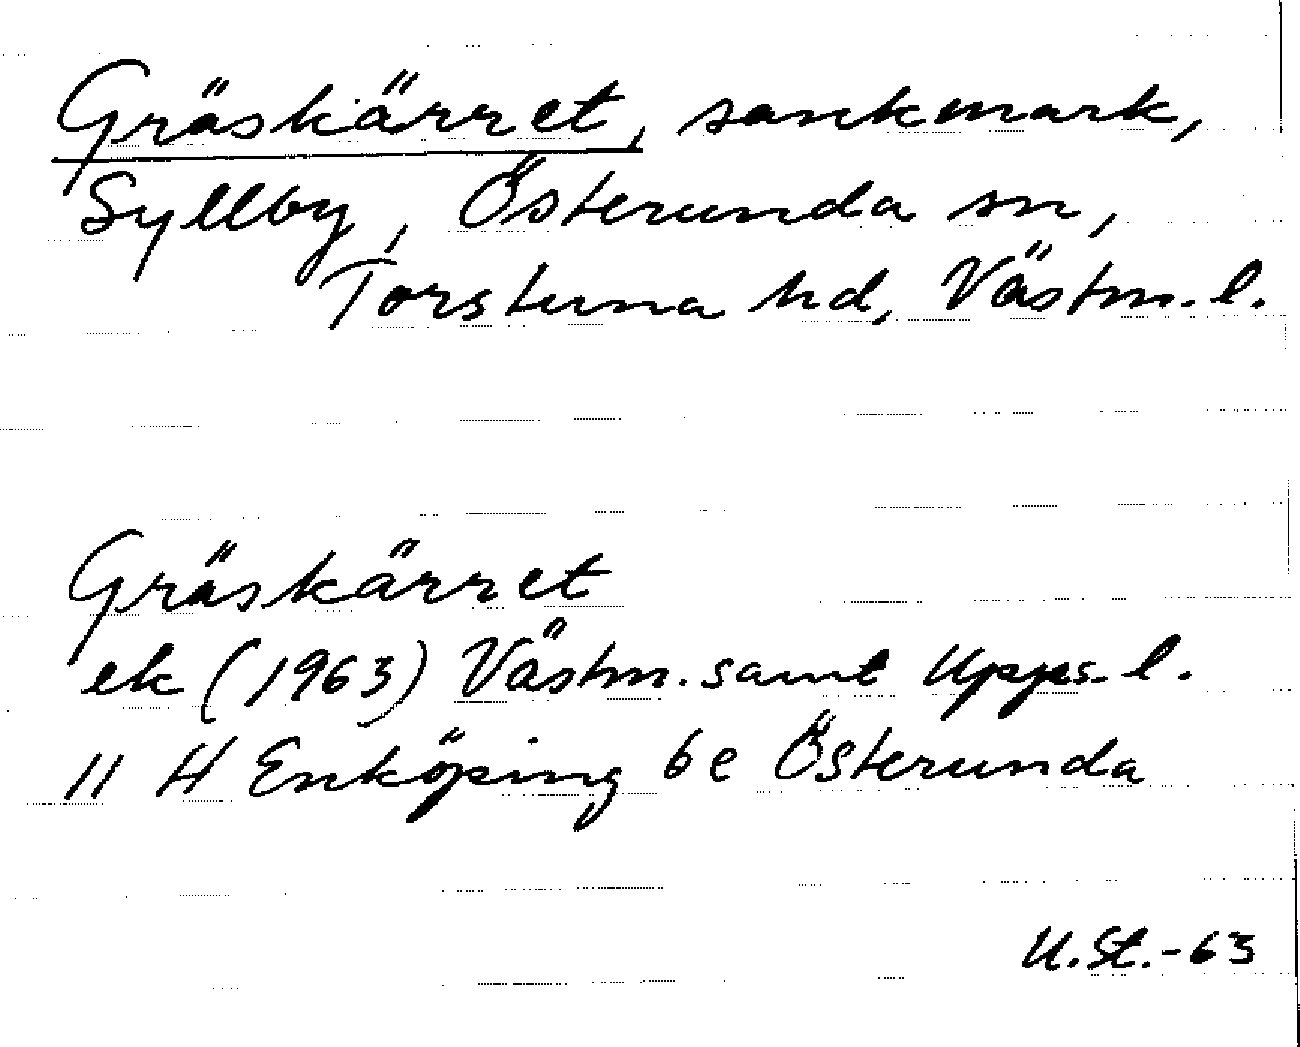 Gräskärret, sankmark,
Syllby, Österunda sn,
Torstuna hd, Västm. l.
Gräskärret
ek (1963) Västm. samt Upps. l.
11 H Enköping 6e Österunda
U.St.-63